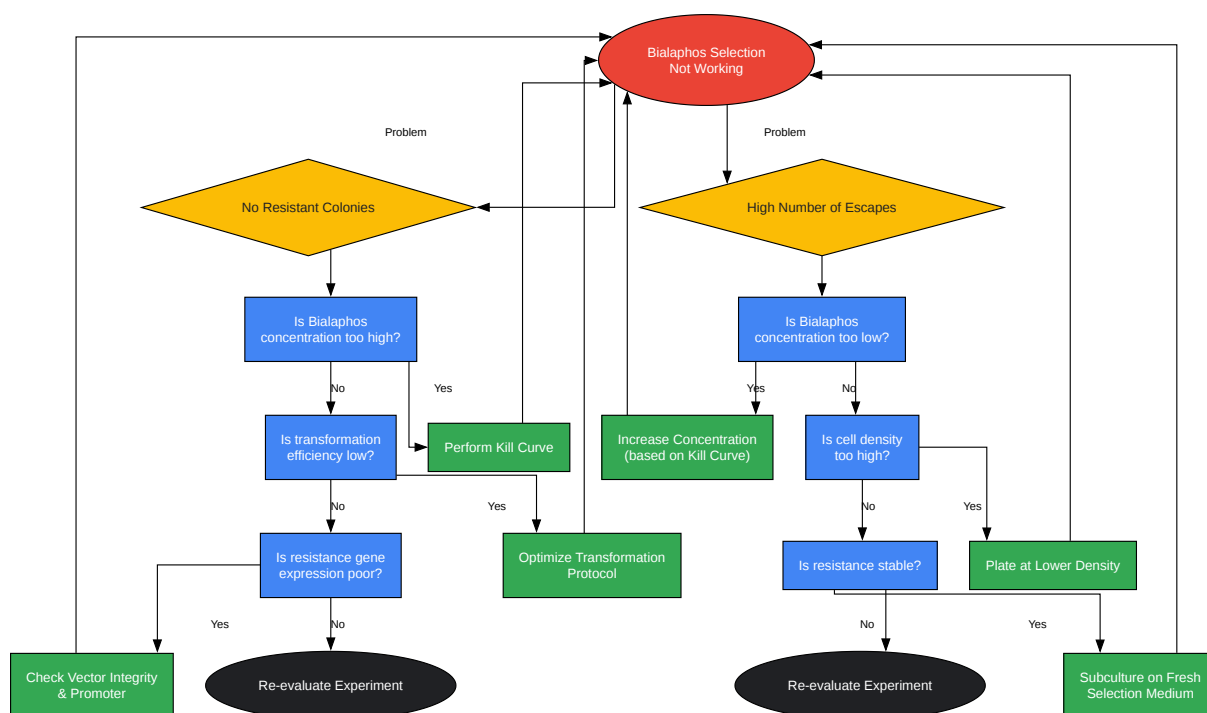 Bialaphos Selection
Not Working
Problem
Problem
No Resistant Colonies
High Number of Escapes
Is Bialaphos
concentration too high?
Is Bialaphos
concentration too low?
No
Yes
Yes
No
Is transformation
efficiency low?
Perform Kill Curve
Increase Concentration
(based on Kill Curve)
Is cell density
too high?
No
Yes
No
Yes
Is resistance gene
expression poor?
Optimize Transformation
Protocol
Is resistance stable?
Plate at Lower Density
Yes
No
No
Yes
Check Vector Integrity
& Promoter
Re-evaluate Experiment
Re-evaluate Experiment
Subculture on Fresh
Selection Medium